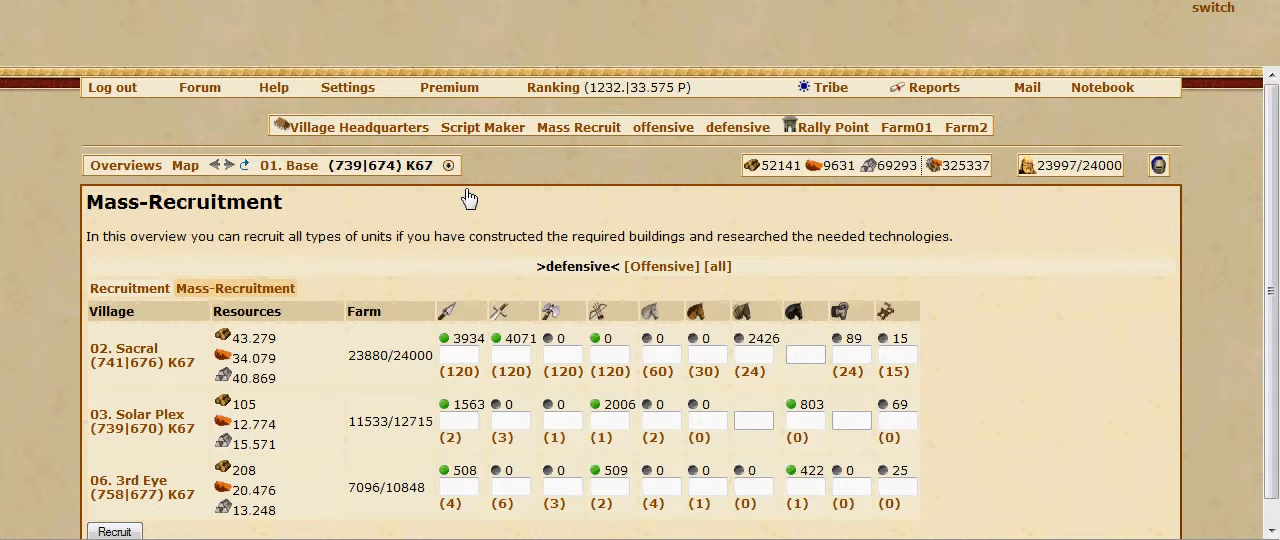 switch
Log out Forum Help Settings Premium Ranking (1232.|33.575 P) Tribe Reports Mail Notebook
Village Headquarters Script Maker Mass Recruit offensive defensive Rally Point Farm01 Farm2
Overviews Map 01. Base (739|674) K67 52141 9631 69293 325337 23997/24000
Mass-Recruitment
In this overview you can recruit all types of units if you have constructed the required buildings and researched the needed technologies.
>defensive< [Offensive] [all]
Recruitment Mass-Recruitment
Village Resources Farm
02. Sacral (741|676) K67 43.279 34.079 40.869 23880/24000 3934 4071 0 0 0 0 2426 89 15
(120) (120) (120) (120) (60) (30) (24) (24) (15)
03. Solar Plex (739|670) K67 105 12.774 15.571 11533/12715 1563 0 0 2006 0 0 803 69
(2) (3) (1) (1) (2) (0) (0) (0)
06. 3rd Eye (758|677) K67 208 20.476 13.248 7096/10848 508 0 0 509 0 0 0 422 0 25
(4) (6) (3) (2) (4) (1) (0) (1) (0) (0)
Recruit